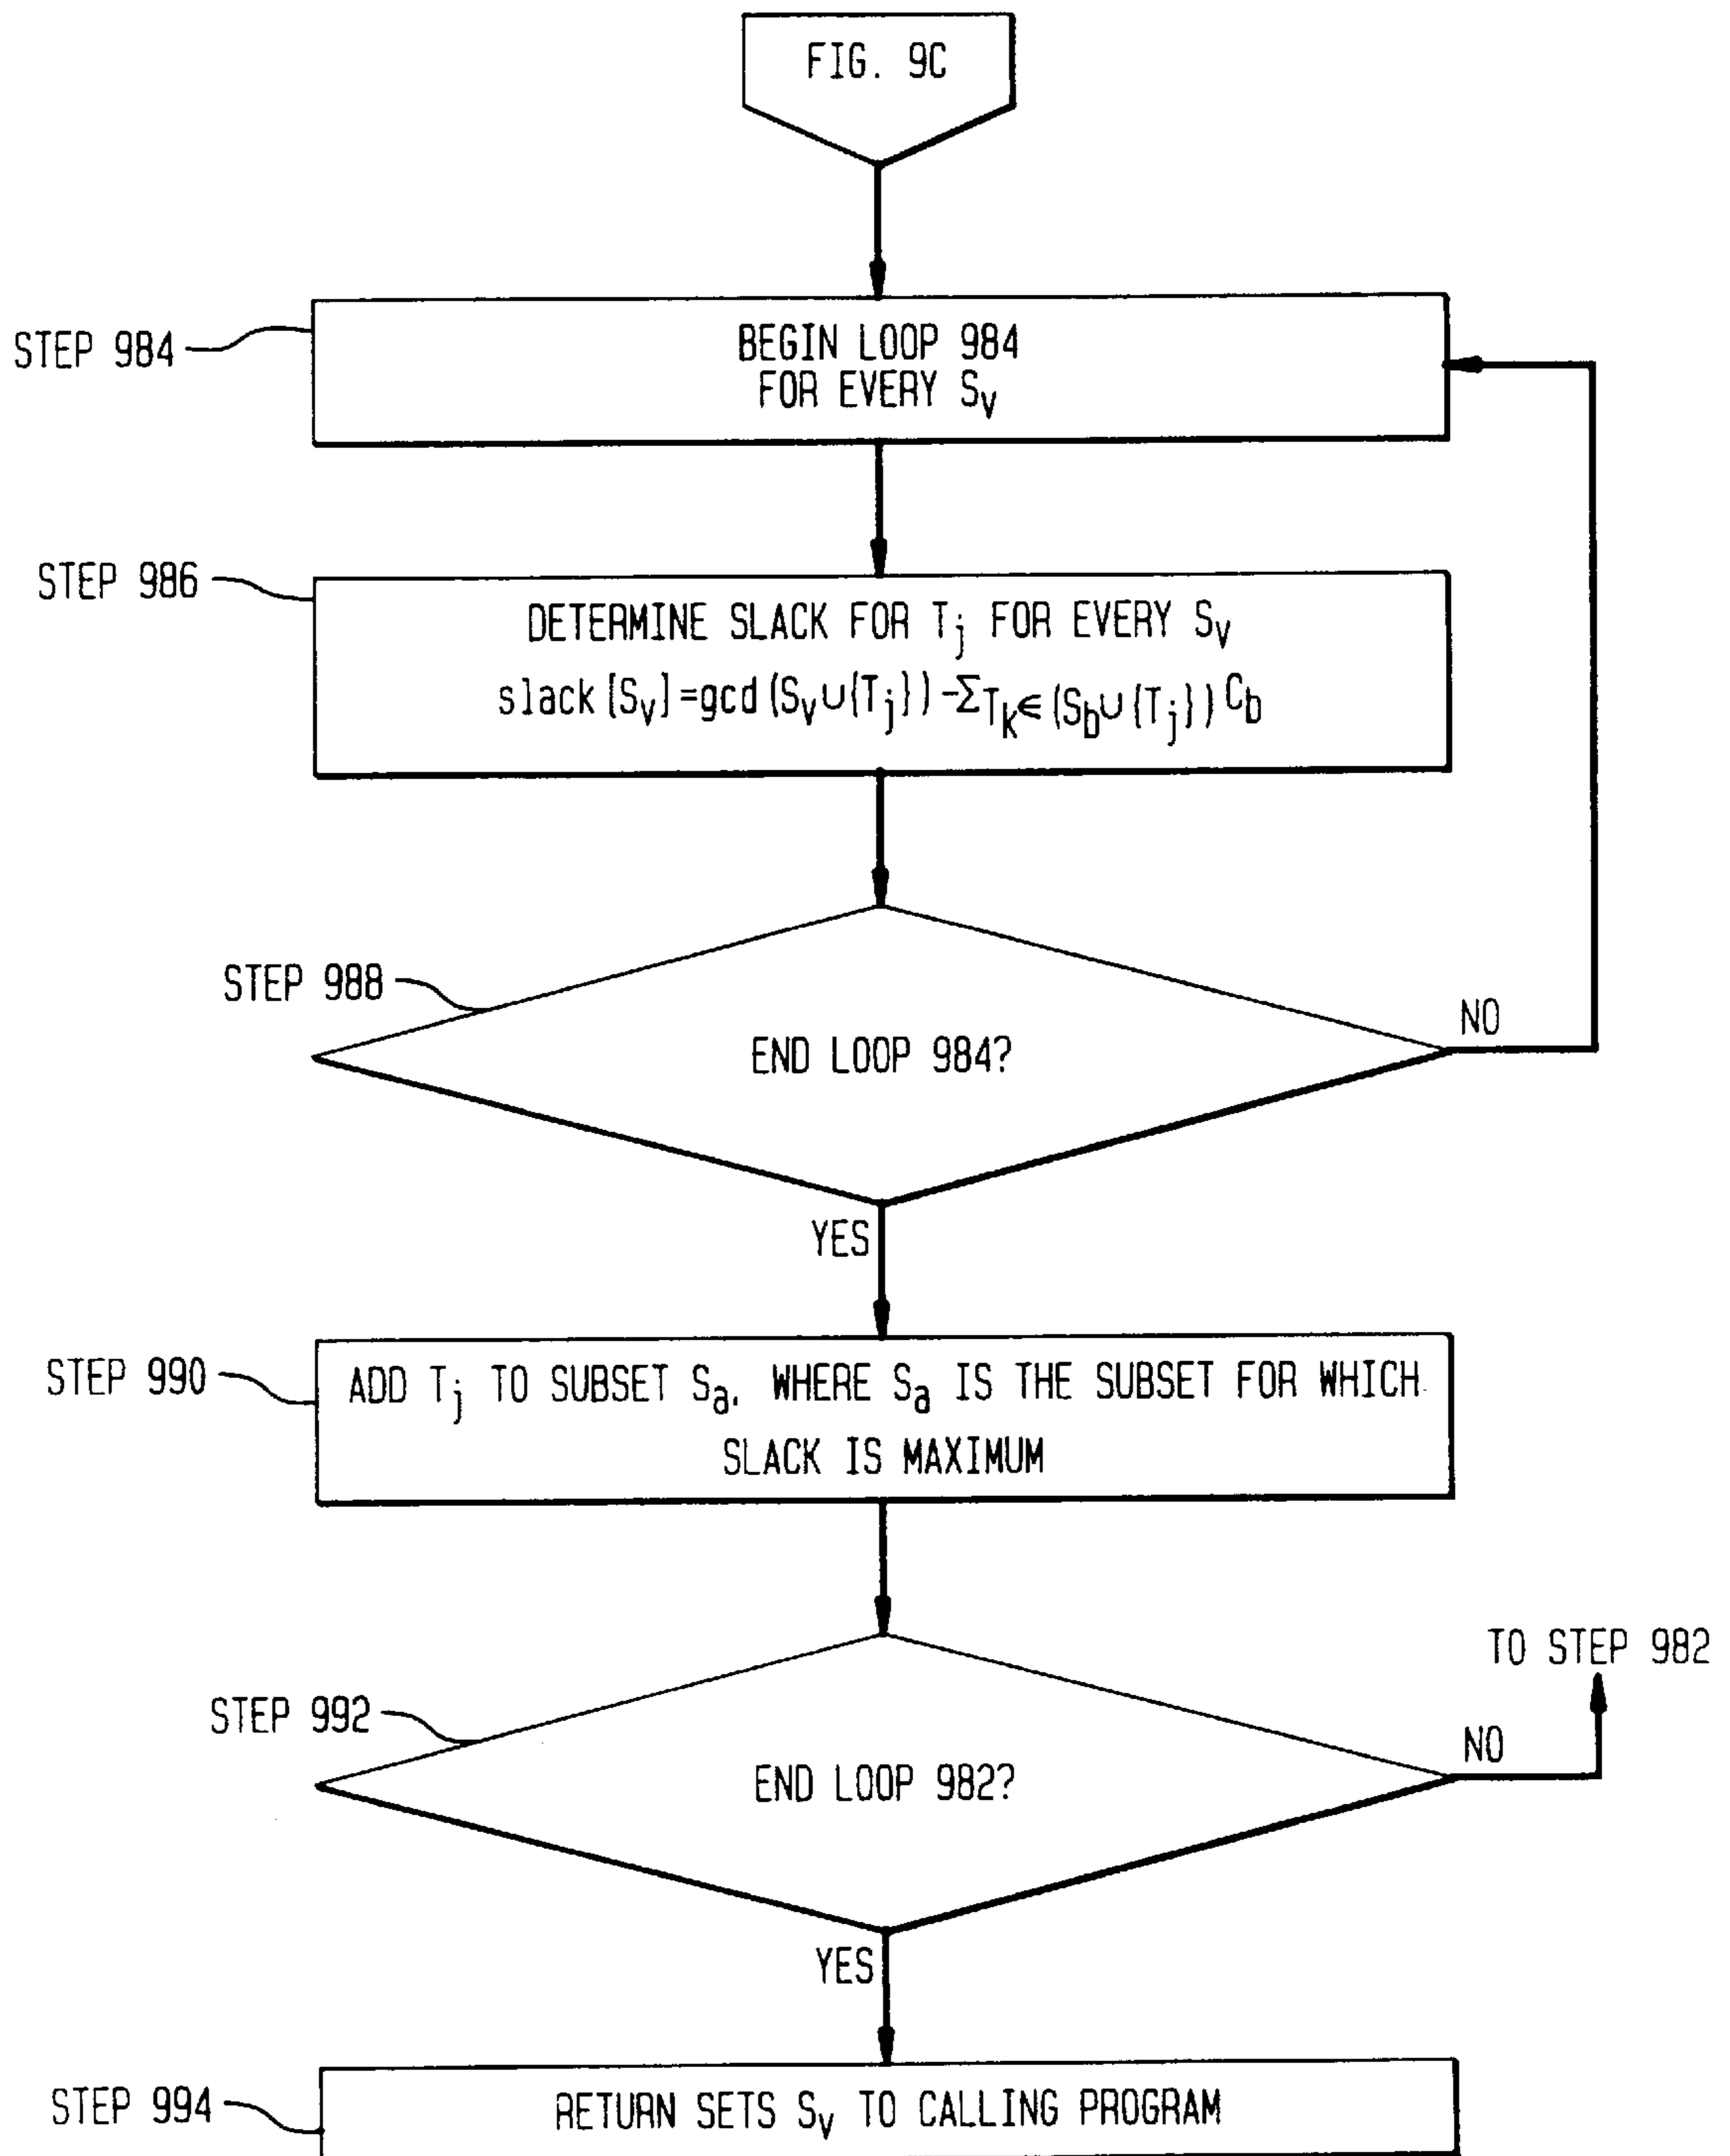 FIG. 9C
STEP 984
BEGIN LOOP 984
FOR EVERY Sv
STEP 986
DETERMINE SLACK FOR Tj FOR EVERY Sv
slack[Sv]=gcd(Sv∪{Tj})-ΣTk∈(Sb∪{Tj})Cb
STEP 988
END LOOP 984?
NO
YES
STEP 990
ADD Tj TO SUBSET Sa, WHERE Sa IS THE SUBSET FOR WHICH
SLACK IS MAXIMUM
TO STEP 982
STEP 992
END LOOP 982?
NO
YES
STEP 994
RETURN SETS Sv TO CALLING PROGRAM